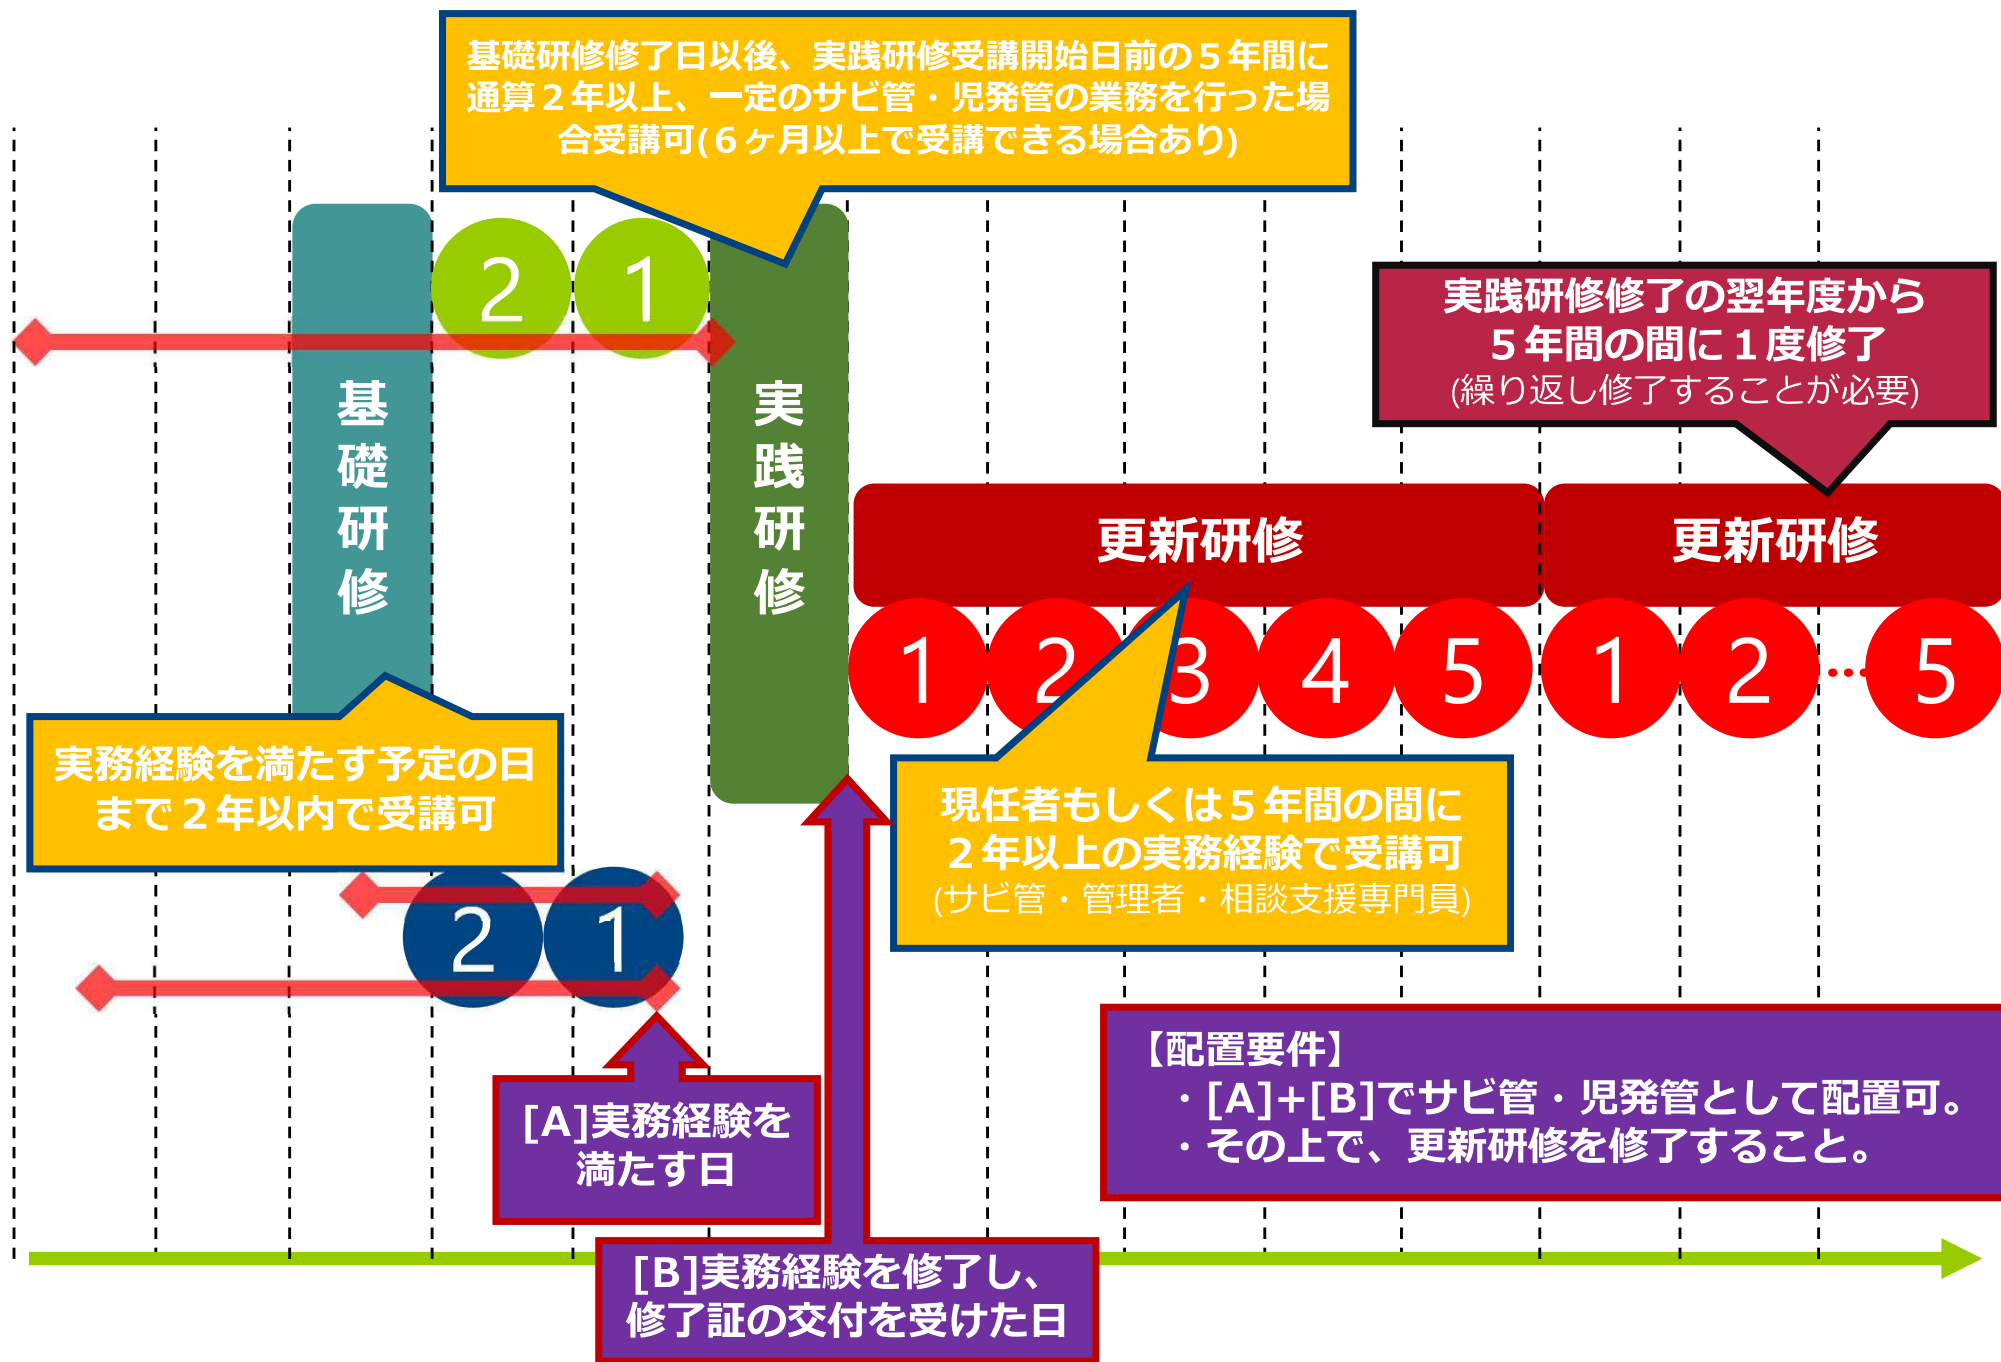 基礎研修修了日以後、実践研修受講開始日前の５年間に
通算２年以上、一定のサビ管・児発管の業務を行った場
合受講可(６ヶ月以上で受講できる場合あり)
2
1
実践研修修了の翌年度から
５年間の間に１度修了
(繰り返し修了することが必要)
基礎研修
実践研修
更新研修
更新研修
1
2
3
4
5
1
2
…
5
実務経験を満たす予定の日
まで２年以内で受講可
現任者もしくは５年間の間に
２年以上の実務経験で受講可
(サビ管・管理者・相談支援専門員)
2
1
【配置要件】
・[A]+[B]でサビ管・児発管として配置可。
・その上で、更新研修を修了すること。
[A]実務経験を
満たす日
[B]実務経験を修了し、
修了証の交付を受けた日